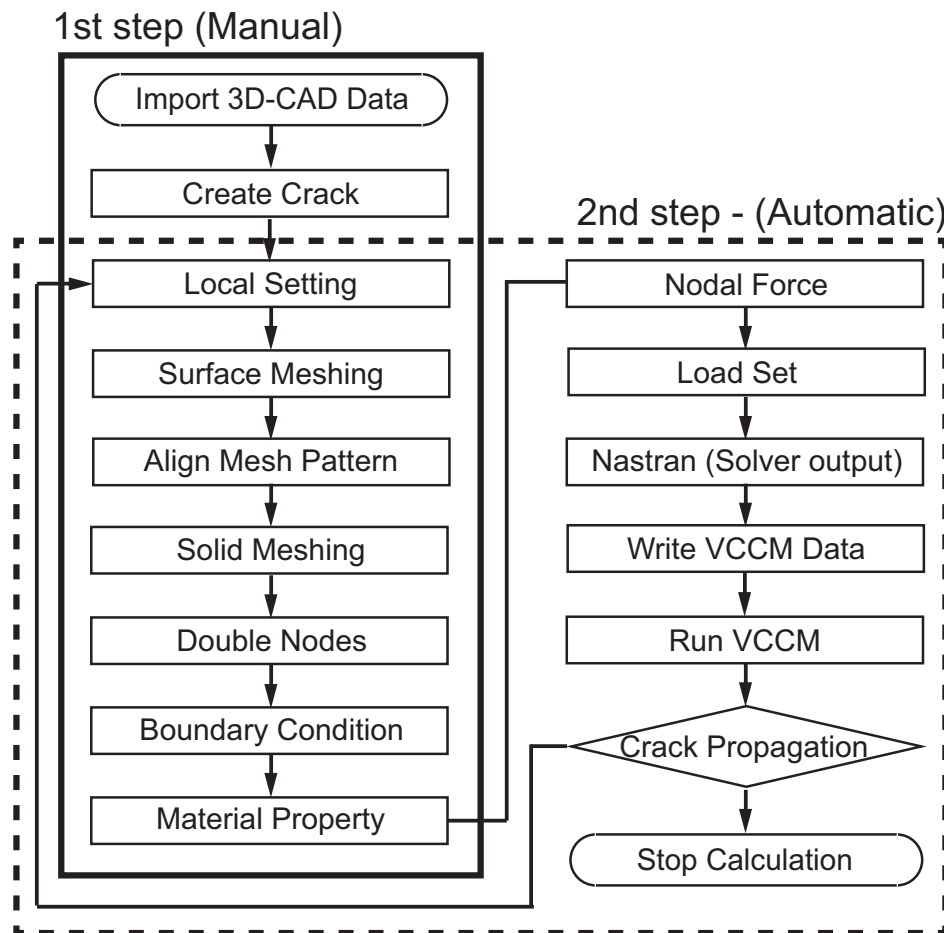 1st step (Manual)
Import 3D-CAD Data
Create Crack
2nd step - (Automatic)
Local Setting
Surface Meshing
Align Mesh Pattern
Solid Meshing
Double Nodes
Boundary Condition
Material Property
Nodal Force
Load Set
Nastran (Solver output)
Write VCCM Data
Run VCCM
Crack Propagation
Stop Calculation